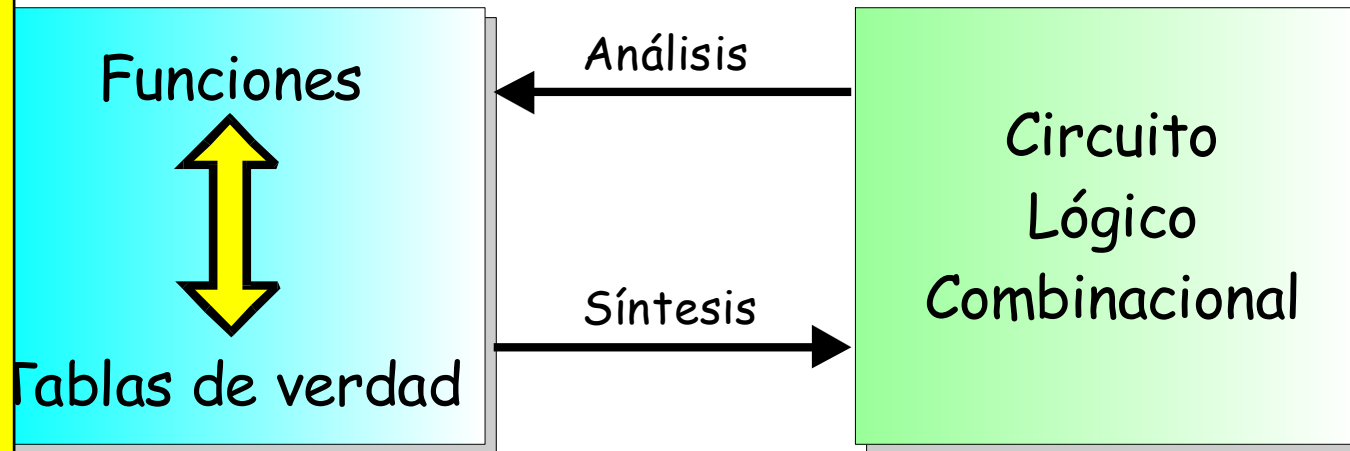 Funciones
Tablas de verdad
Análisis
Síntesis
Circuito
Lógico
Combinacional